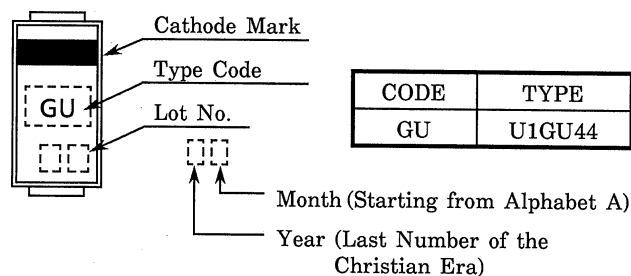 Cathode Mark
Type Code
GU
Lot No.
CODE TYPE
GU U1GU44
Month (Starting from Alphabet A)
Year (Last Number of the
Christian Era)